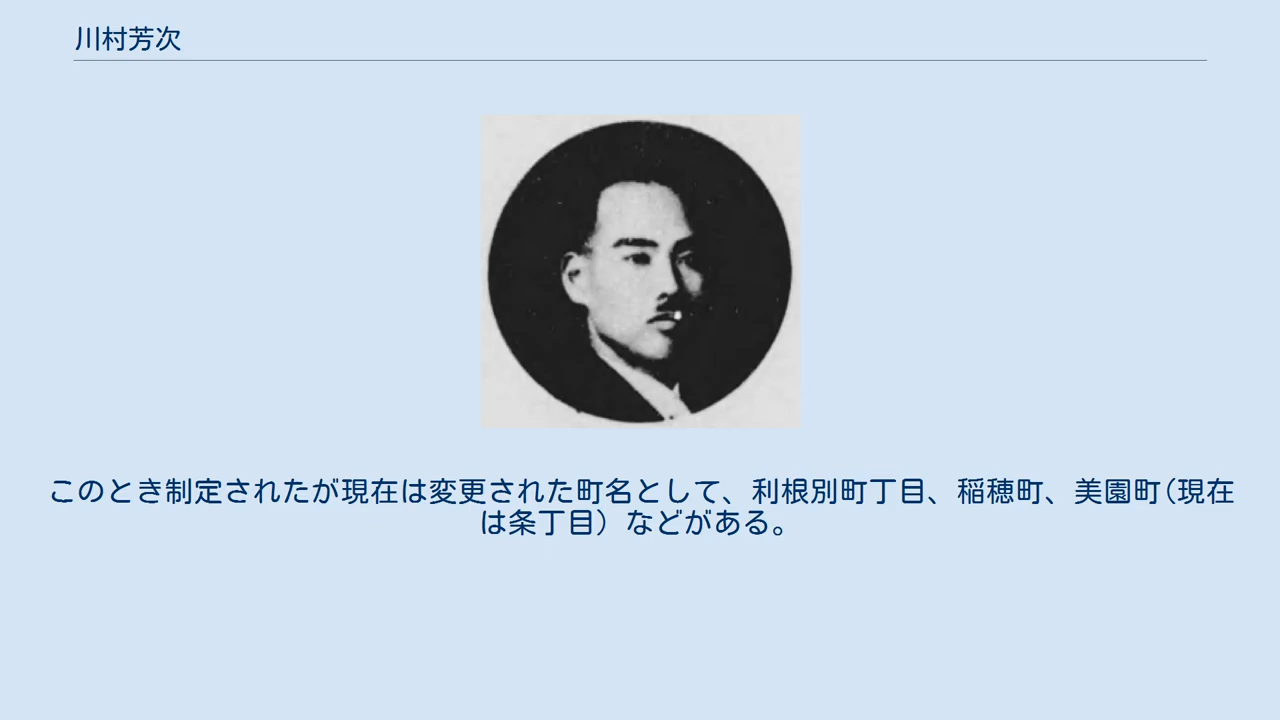 川村芳次
このとき制定されたが現在は変更された町名として、利根別町丁目、稲穂町、美園町(現在
は条丁目）などがある。